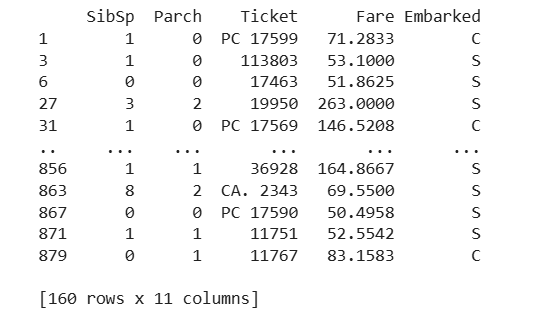 SibSp Parch Ticket Fare Embarked
1 1 0 PC 17599 71.2833 C
3 1 0 113803 53.1000 S
6 0 0 17463 51.8625 S
27 3 2 19950 263.0000 S
31 1 0 PC 17569 146.5208 C
.. ... ... ... ... ...
856 1 1 36928 164.8667 S
863 8 2 CA. 2343 69.5500 S
867 0 0 PC 17590 50.4958 S
871 1 1 11751 52.5542 S
879 0 1 11767 83.1583 C
[160 rows x 11 columns]